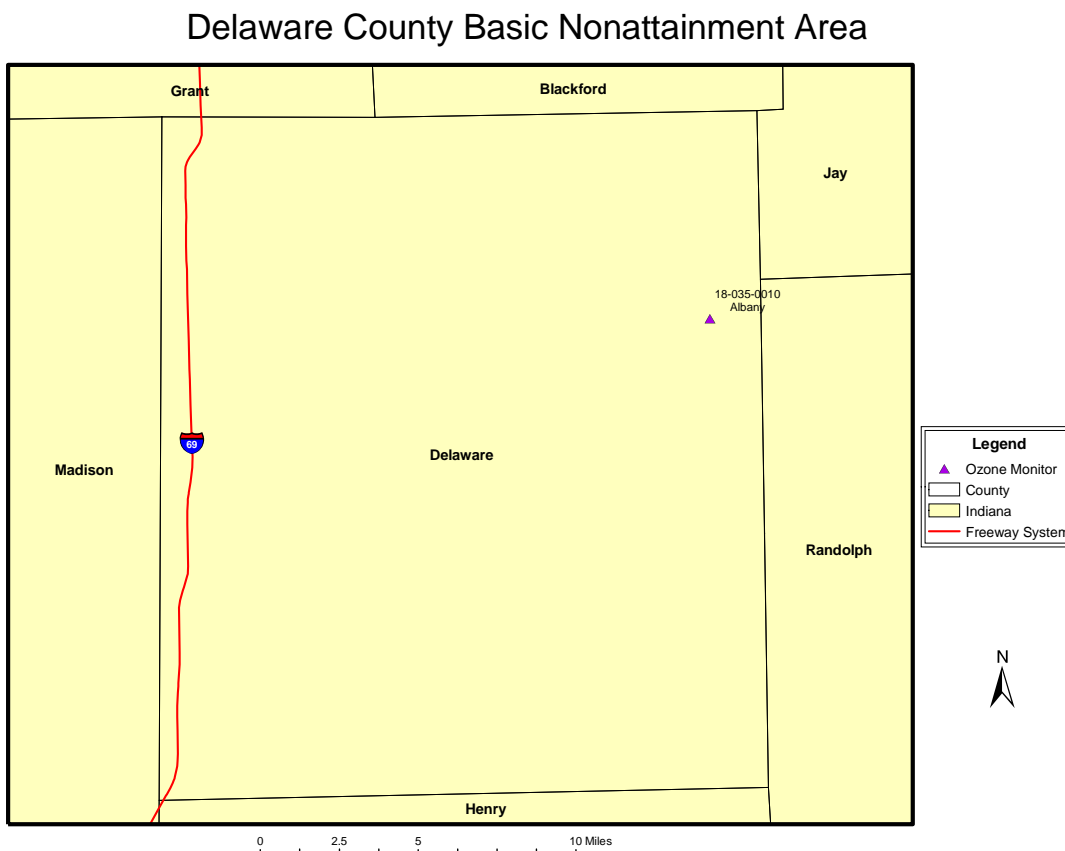 Delaware County Basic Nonattainment Area
Grant
Blackford
Jay
18-035-0010
Albany
69
Madison
Delaware
Randolph
Henry
Legend
Ozone Monitor
County
Indiana
Freeway System
N
0 2.5 5 10 Miles